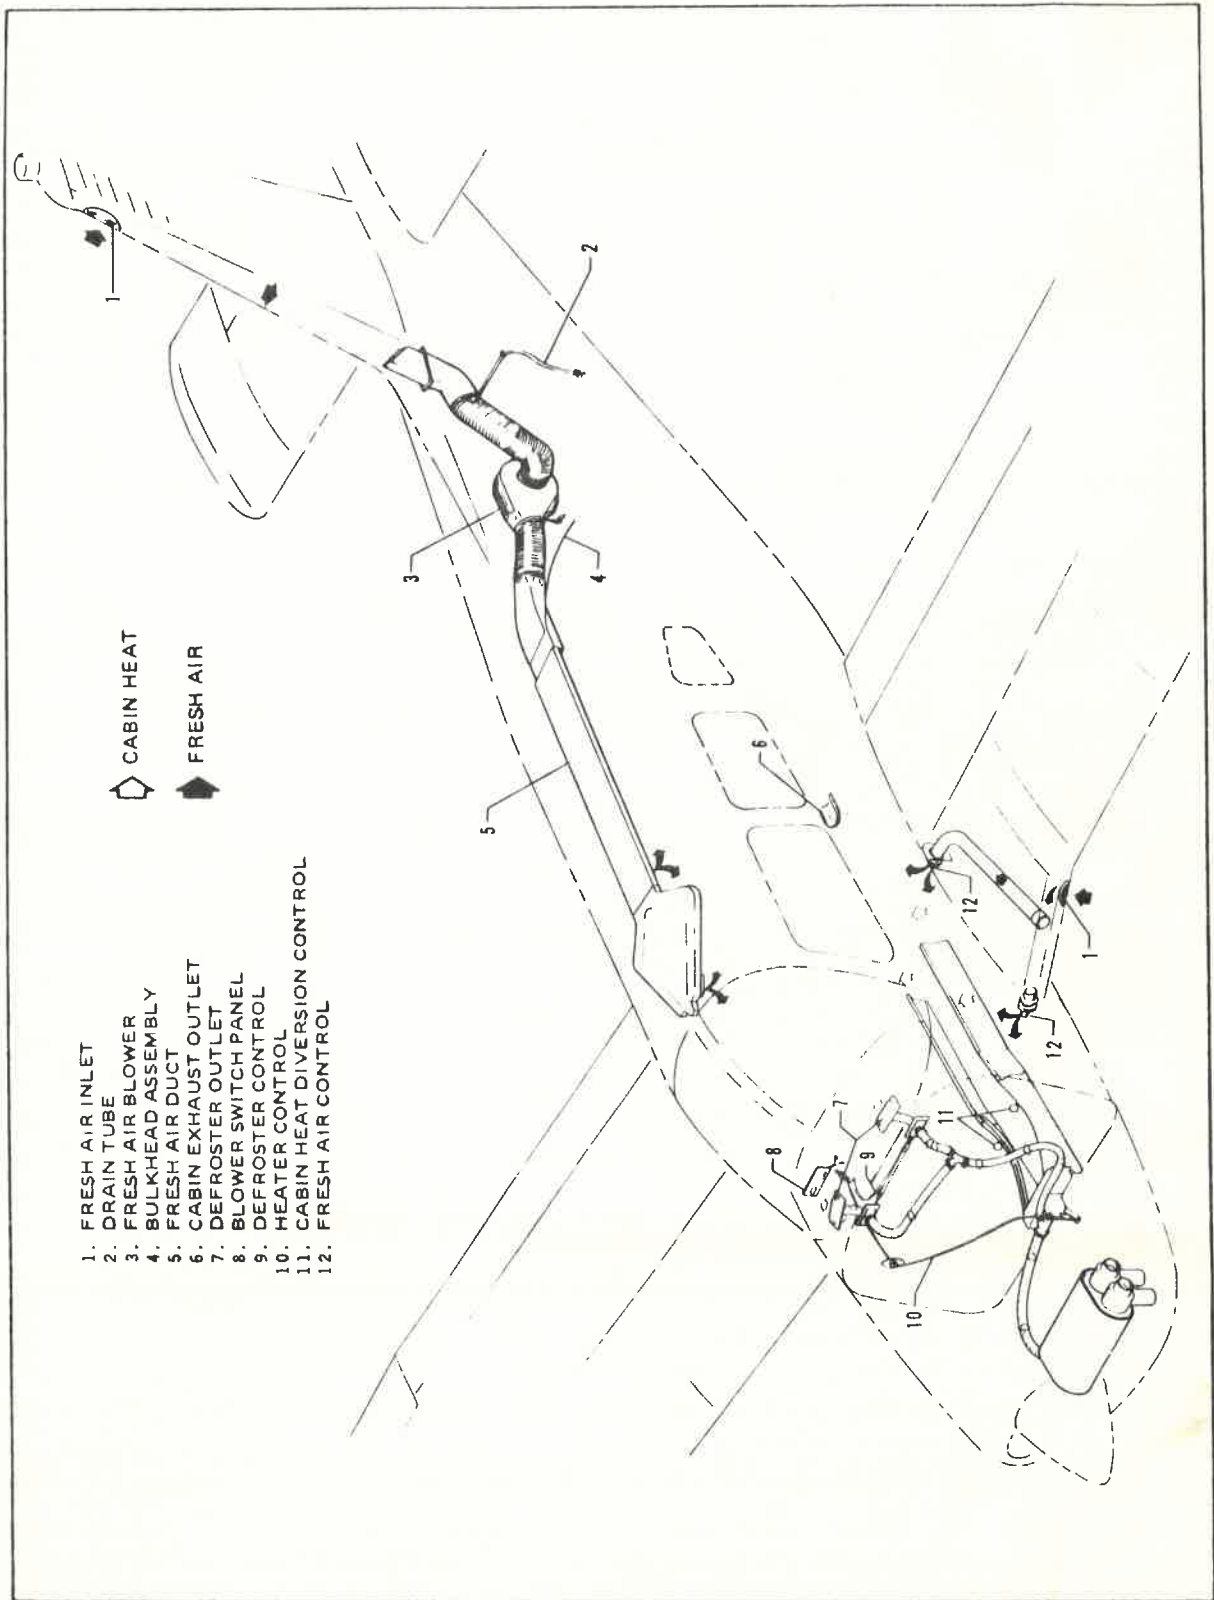 1. FRESH AIR INLET
2. DRAIN TUBE
3. FRESH AIR BLOWER
4. BULKHEAD ASSEMBLY
5. FRESH AIR DUCT
6. CABIN EXHAUST OUTLET
7. DEFROSTER OUTLET
8. BLOWER SWITCH PANEL
9. DEFROSTER CONTROL
10. HEATER CONTROL
11. CABIN HEAT DIVERSION CONTROL
12. FRESH AIR CONTROL
CABIN HEAT
FRESH AIR
1
2
3
4
5
6
7
8
9
10
11
12
12
1